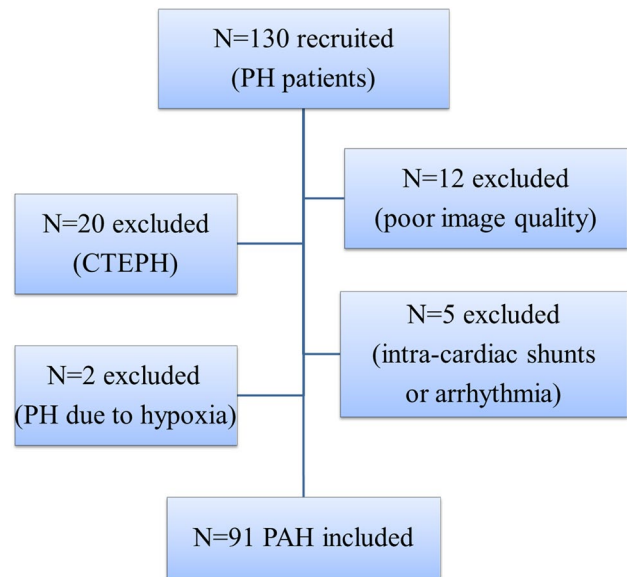 N=130 recruited
(PH patients)
N=12 excluded
(poor image quality)
N=20 excluded
(CTEPH)
N=5 excluded
(intra-cardiac shunts
or arrhythmia)
N=2 excluded
(PH due to hypoxia)
N=91 PAH included